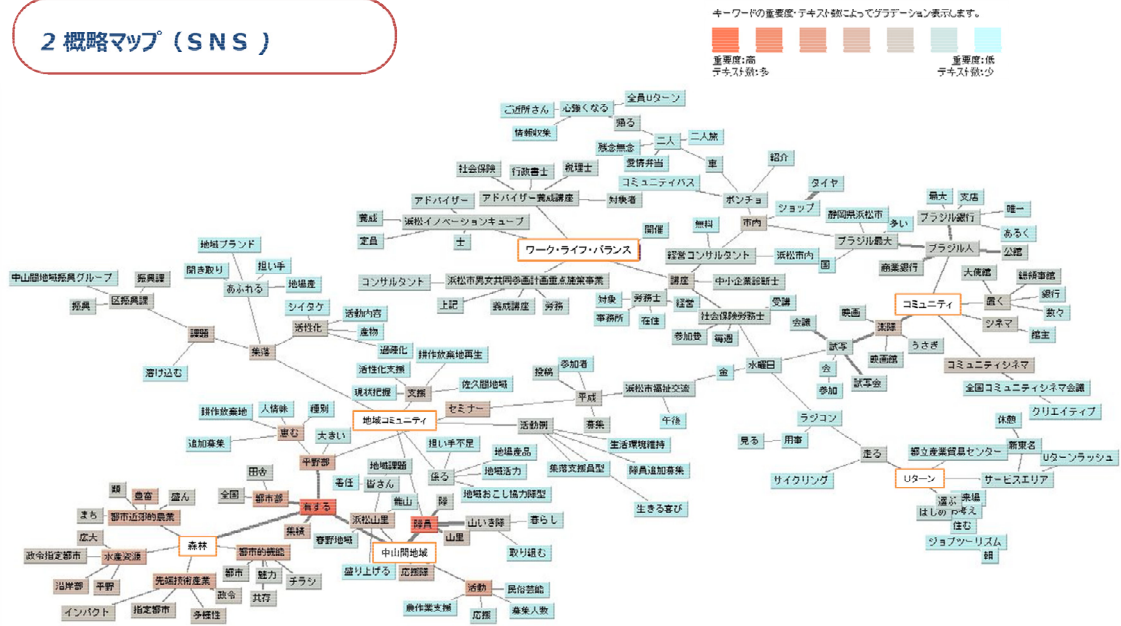 2 概略マップ（ＳＮＳ）
キーワードの重要度・テキスト数によってグラデーション表示します。
重要度:高
テキスト数:多
重要度:低
テキスト数:少
ご近所さん
心強くなる
全員Uターン
情報収集
帰る
二人
二人旅
残念無念
愛情弁当
車
紹介
コミュニティバス
ポンチョ
タイヤ
ショップ
市内
社会保険
行政書士
税理士
アドバイザー
アドバイザー養成講座
対象者
養成
浜松イノベーションキューブ
定員
士
ワーク・ライフ・バランス
開催
無料
経営コンサルタント
浜松市内
国
静岡県浜松市
多い
ブラジル最大
最大
支店
ブラジル銀行
唯一
あるく
ブラジル人
公館
商業銀行
大使館
総領事館
置く
銀行
数々
コミュニティ
シネマ
館主
コミュニティシネマ
全国コミュニティシネマ会議
クリエイティブ
映画
映画館
うさぎ
会議
試写
会
参加
試写会
コンサルタント
浜松市男女共同参画計画重点施策事業
上記
養成講座
労務
講座
中小企業診断士
対象
労務士
経営
事務所
在住
社会保険労務士
受講
参加費
毎週
水曜日
金
地域ブランド
聞き取り
担い手
あふれる
地場産
中山間地域振興グループ
振興課
振興
区振興課
課題
溶け込む
集落
シイタケ
活性化
活動内容
産物
過疎化
耕作放棄地再生
活性化支援
現状把握
支援
佐久間地域
地域コミュニティ
セミナー
投稿
参加者
平成
募集
浜松市福祉交流
午後
活動例
生活環境維持
隊員追加募集
集落支援員型
生きる喜び
担い手不足
地場産品
地域活力
地域おこし協力隊型
係る
耕作放棄地
人情味
種別
追加募集
恵む
大きい
平野部
地域課題
着任
皆さん
熊山
浜松山里
春野地域
盛り上げる
中山間地域
応援隊
隊
隊員
山里
山いき隊
暮らし
取り組む
活動
民俗芸能
農作業支援
応援
募集人数
有する
田舎
全国
都市部
集積
類
豊富
盛ん
まち
都市近郊的農業
森林
広大
政令指定都市
水産資源
沿岸部
平野
先端技術産業
インパクト
指定都市
多様性
政令
都市的機能
都市
魅力
共存
チラシ
ラジコン
見る
用事
サイクリング
走る
都立産業貿易センター
休憩
新東名
Uターンラッシュ
サービスエリア
Uターン
選ぶ
来場
はじめ
考え
住む
ジョブツーリズム